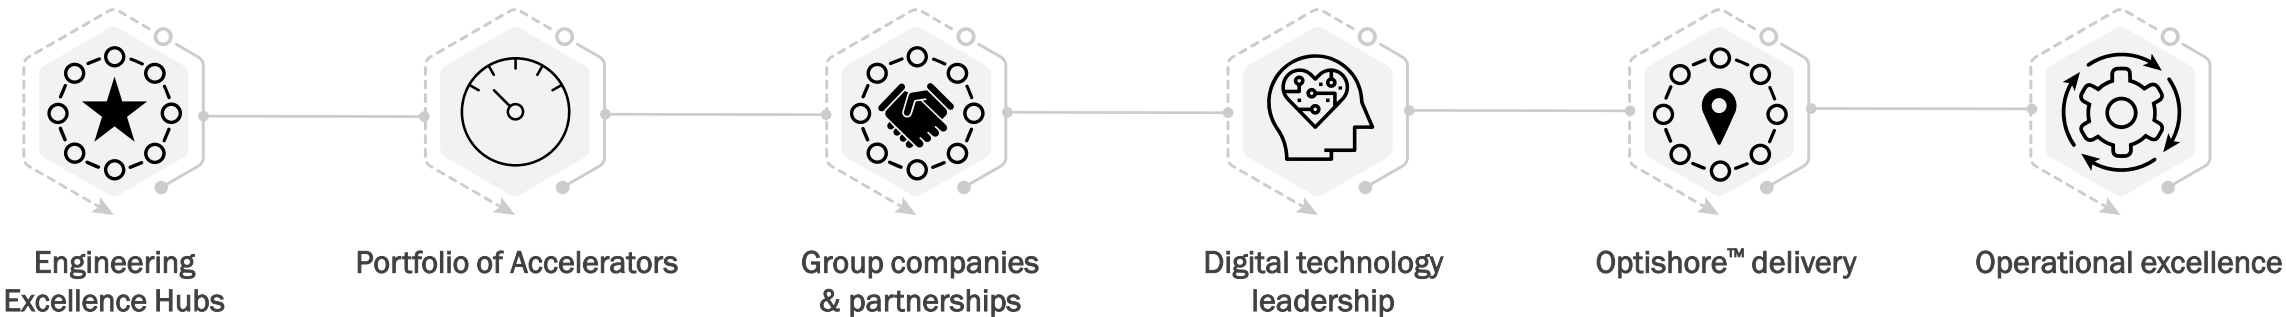 Engineering
Excellence Hubs
Portfolio of Accelerators
Group companies
& partnerships
Digital technology
leadership
Optishore™ delivery
Operational excellence